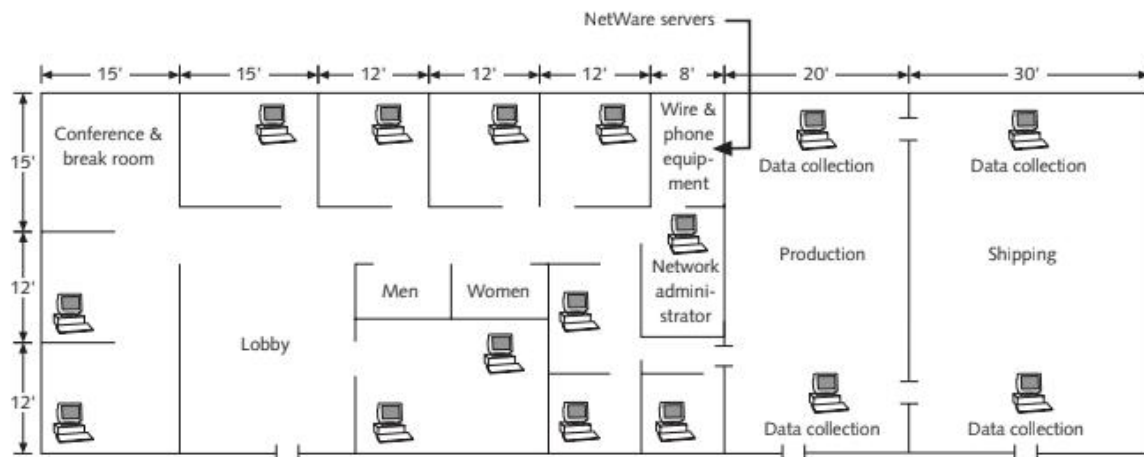 NetWare servers
15'
15'
12'
12'
12'
8'
20'
30'
15'
12'
12'
Conference &
break room
Wire &
phone
equip-
ment
Data collection
Data collection
Men
Women
Network
admini-
strator
Production
Shipping
Lobby
Data collection
Data collection